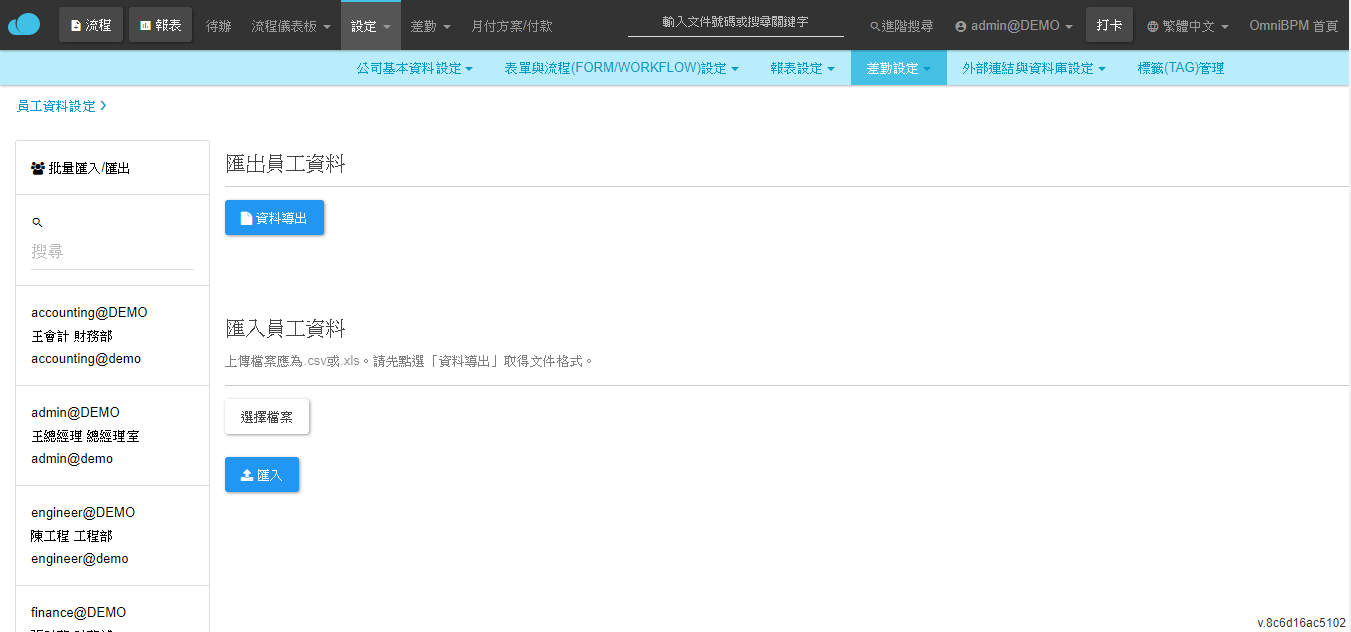 流程 報表 待辦 流程儀表板 設定 差勤 月付方案/付款 輸入文件號碼或搜尋關鍵字 進階搜尋 admin@DEMO 打卡 繁體中文 OmniBPM 首頁
公司基本資料設定 表單與流程(FORM/WORKFLOW)設定 報表設定 差勤設定 外部連結與資料庫設定 標籤(TAG)管理
員工資料設定
批量匯入/匯出
搜尋
accounting@DEMO
王會計 財務部
accounting@demo
admin@DEMO
王總經理 總經理室
admin@demo
engineer@DEMO
陳工程 工程部
engineer@demo
finance@DEMO
匯出員工資料
資料導出
匯入員工資料
上傳檔案應為.csv或.xls。請先點選「資料導出」取得文件格式。
選擇檔案
匯入
v.8c6d16ac5102